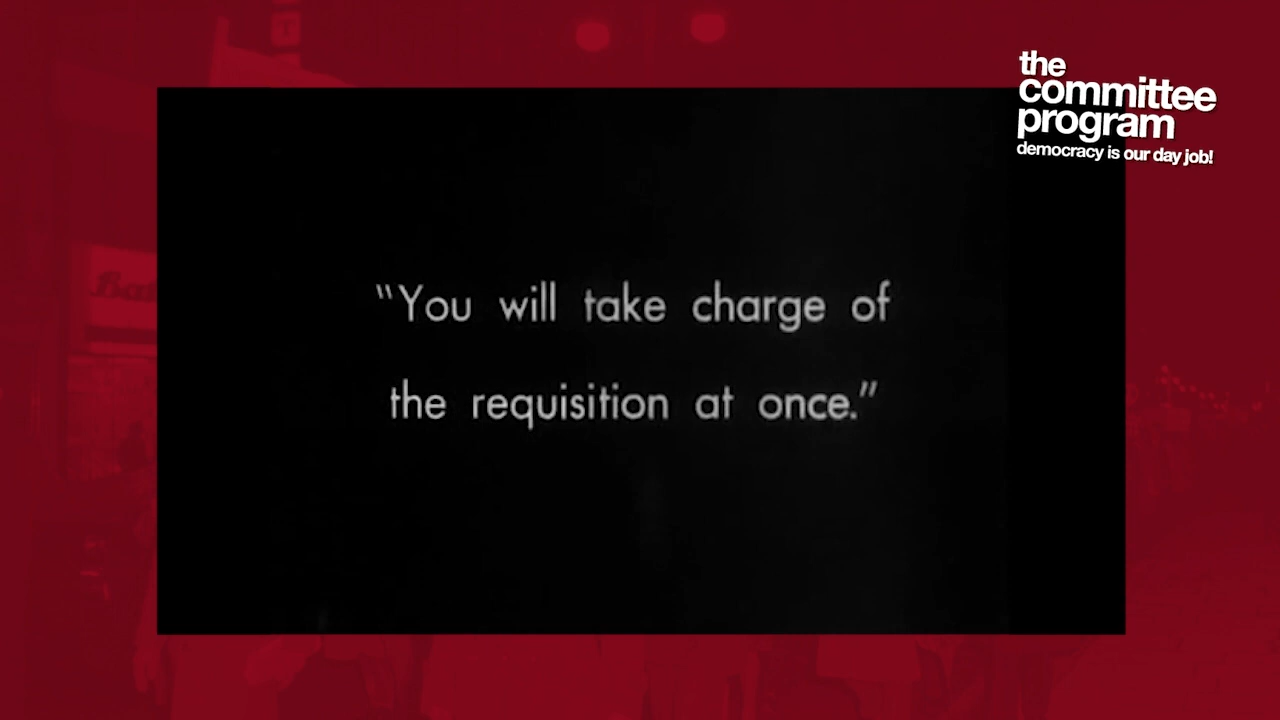 the
committee
program
democracy is our day job!
"You will take charge of
the requisition at once."